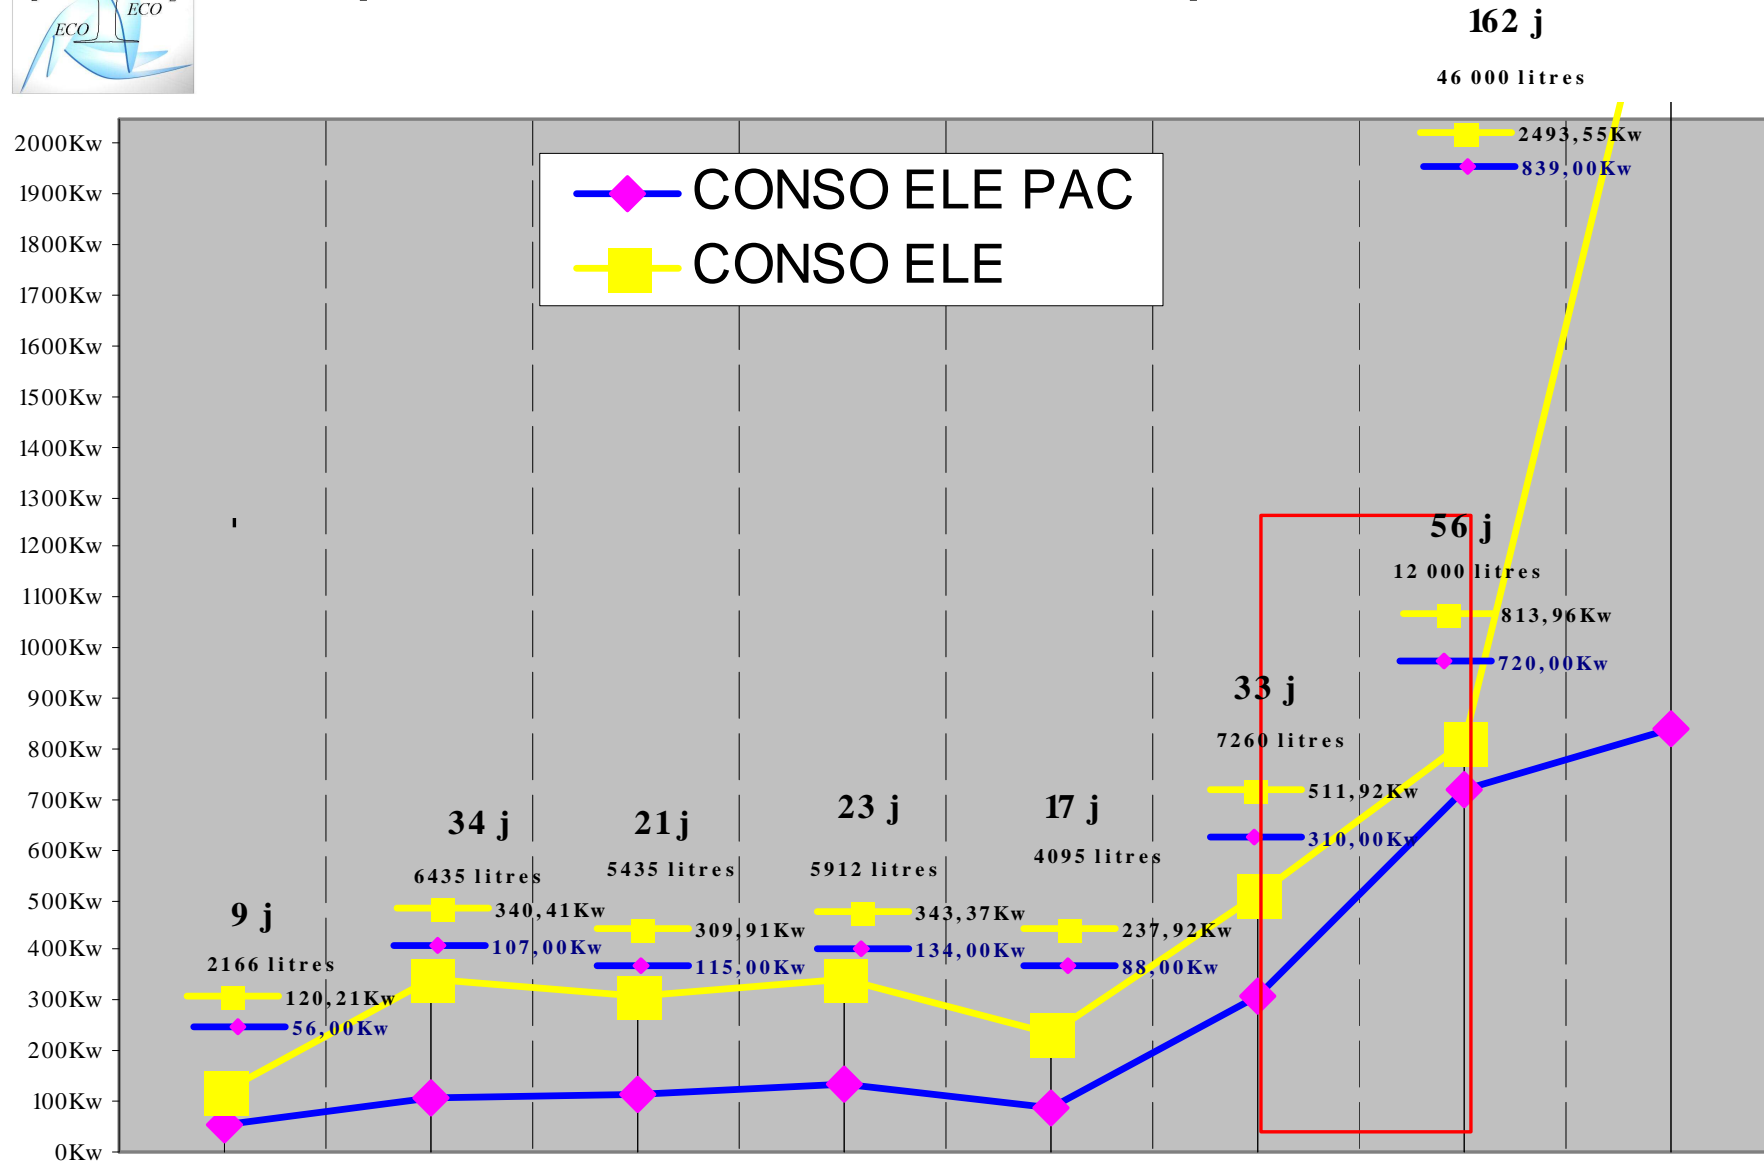 ECO
ECO
162 j
46 000 litres
2493,55Kw
839,00Kw
CONSO ELE PAC
CONSO ELE
2000Kw
1900Kw
1800Kw
1700Kw
1600Kw
1500Kw
1400Kw
1300Kw
1200Kw
1100Kw
1000Kw
900Kw
800Kw
700Kw
600Kw
500Kw
400Kw
300Kw
200Kw
100Kw
0Kw
9 j
2166 litres
120,21Kw
56,00Kw
34 j
6435 litres
340,41Kw
107,00Kw
21 j
5435 litres
309,91Kw
115,00Kw
23 j
5912 litres
343,37Kw
134,00Kw
17 j
4095 litres
237,92Kw
88,00Kw
33 j
7260 litres
511,92Kw
310,00Kw
56 j
12 000 litres
813,96Kw
720,00Kw